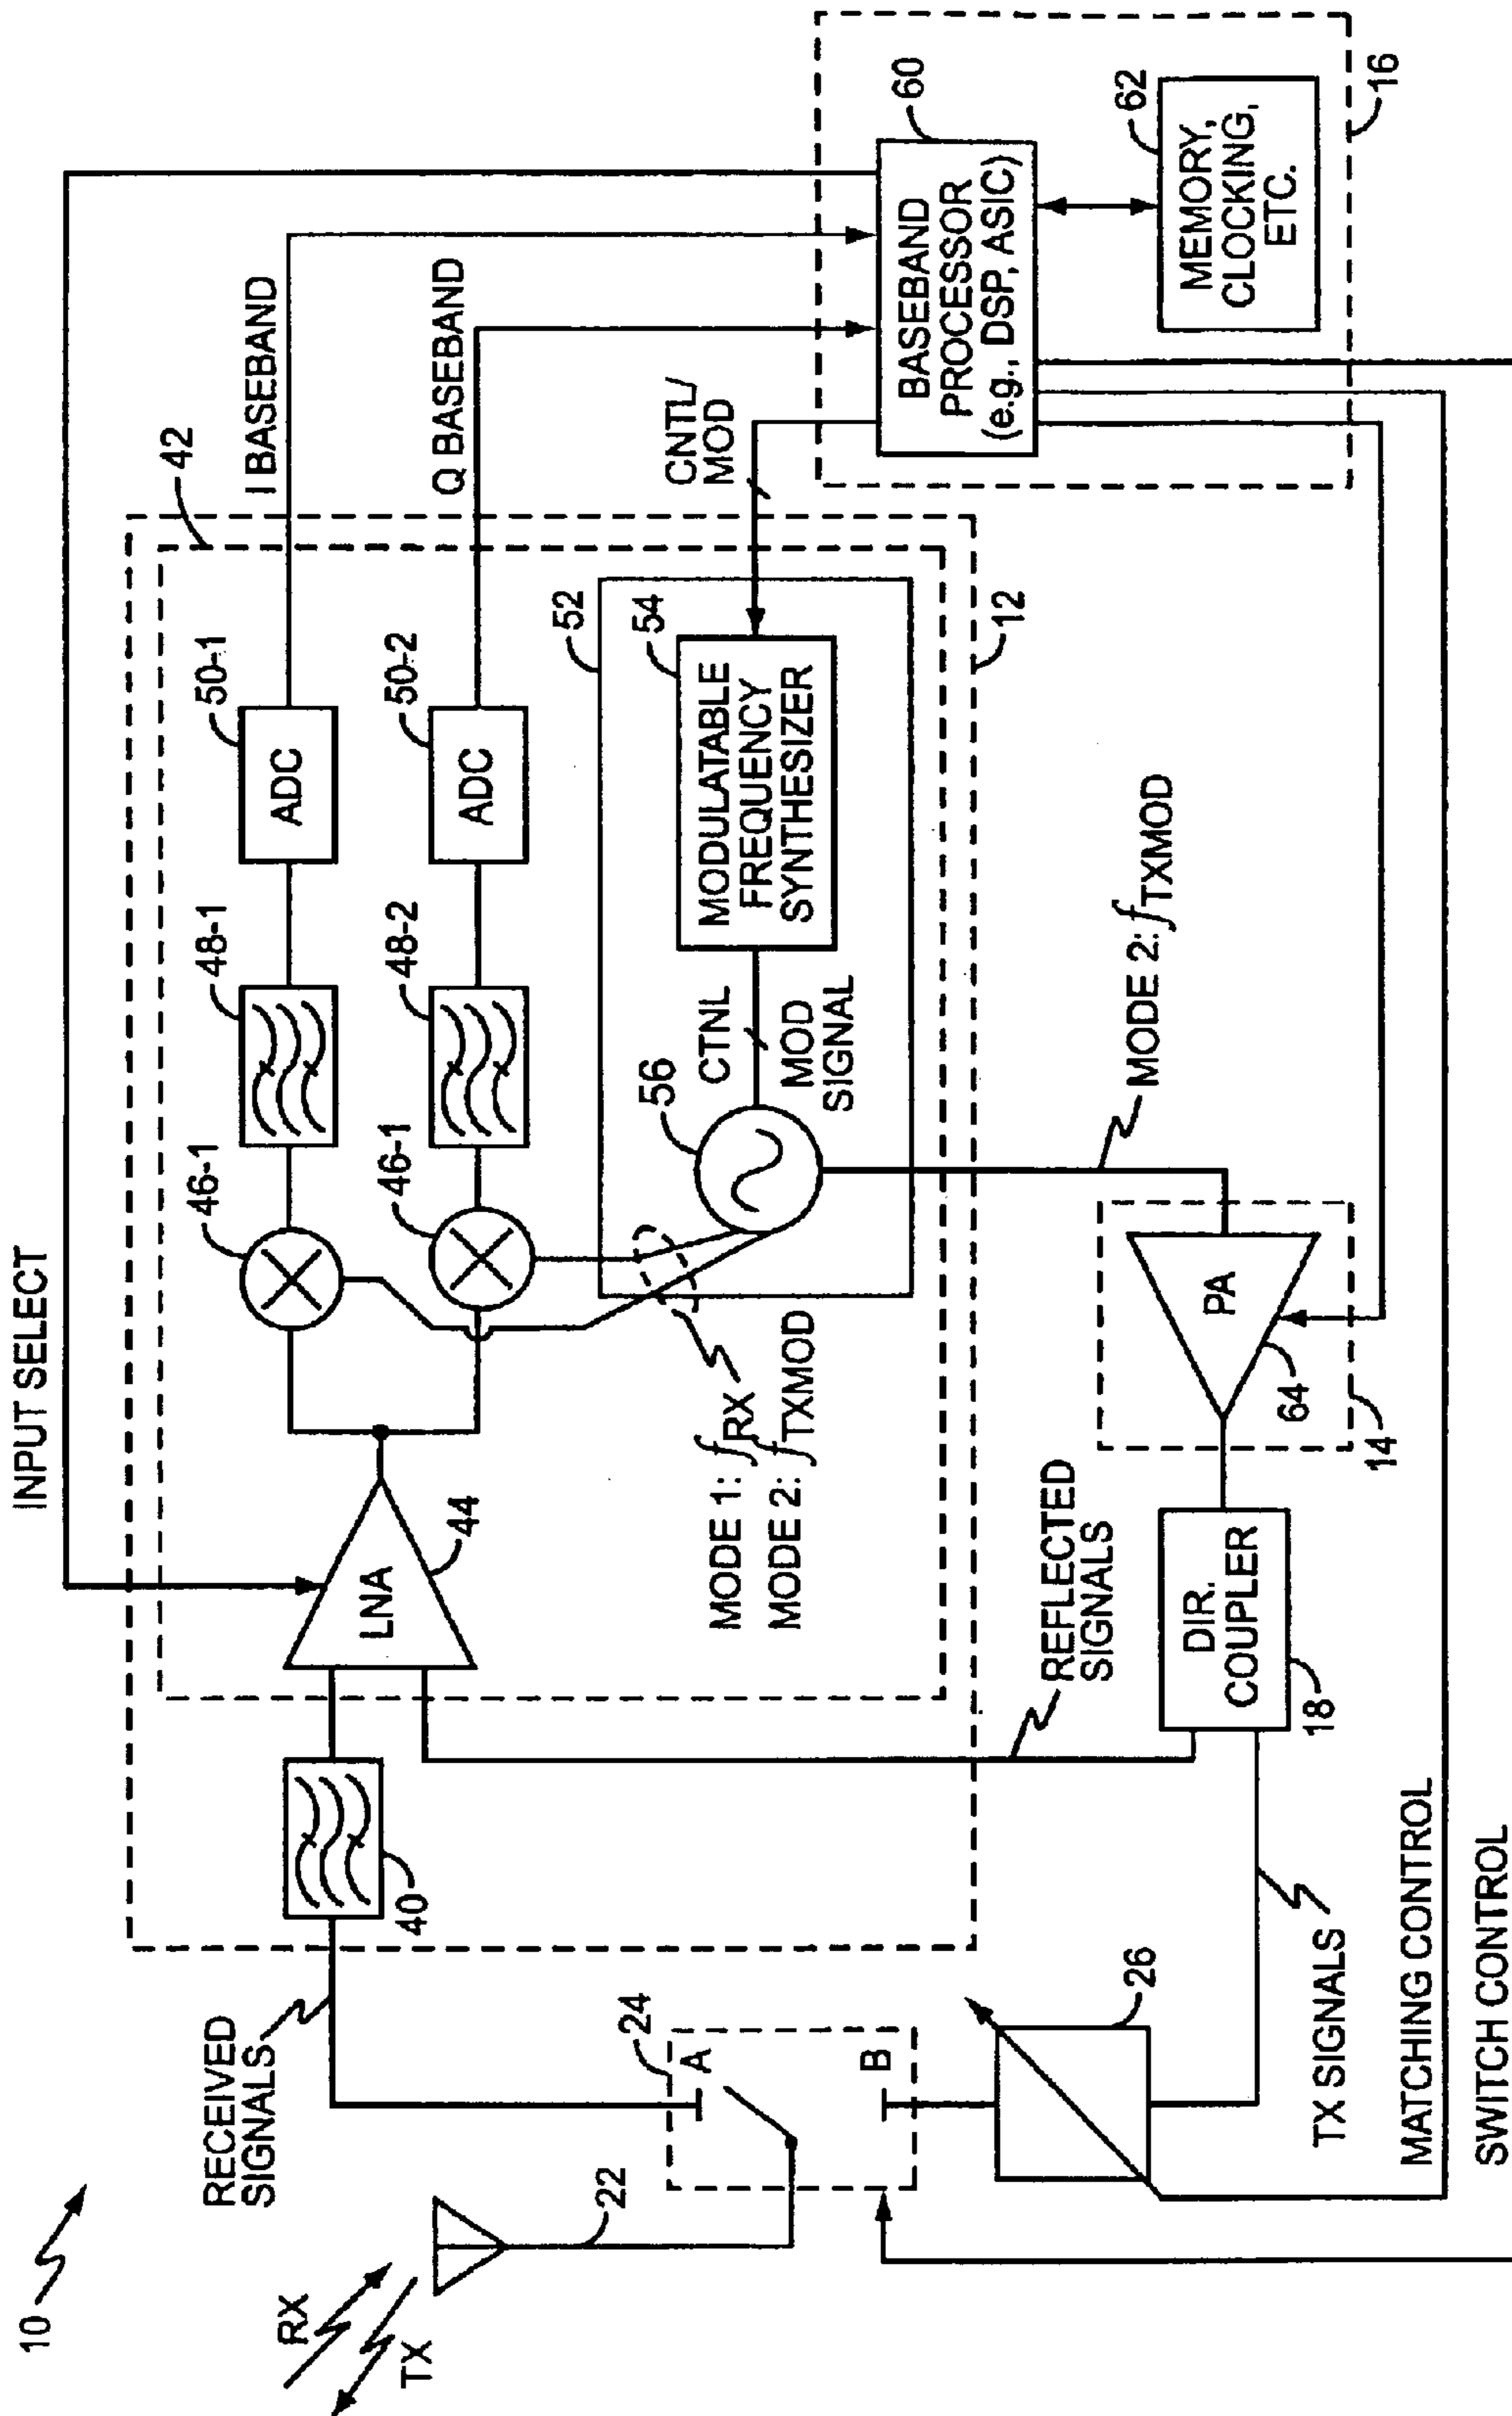 10
RX
TX
22
RECEIVED
SIGNALS
24
A
B
26
TX SIGNALS
MATCHING CONTROL
SWITCH CONTROL
INPUT SELECT
40
LNA
44
46-1
46-1
48-1
48-2
ADC
50-1
ADC
50-2
42
I BASEBAND
Q BASEBAND
MODE 1: fRX
MODE 2: fTXMOD
56
CTNL
MOD
SIGNAL
52
54
MODULATABLE
FREQUENCY
SYNTHESIZER
12
CNTL/
MOD
REFLECTED
SIGNALS
DIR.
COUPLER
18
PA
64
14
MODE 2: fTXMOD
BASEBAND
PROCESSOR
(e.g., DSP, ASIC)
60
MEMORY,
CLOCKING,
ETC.
62
16